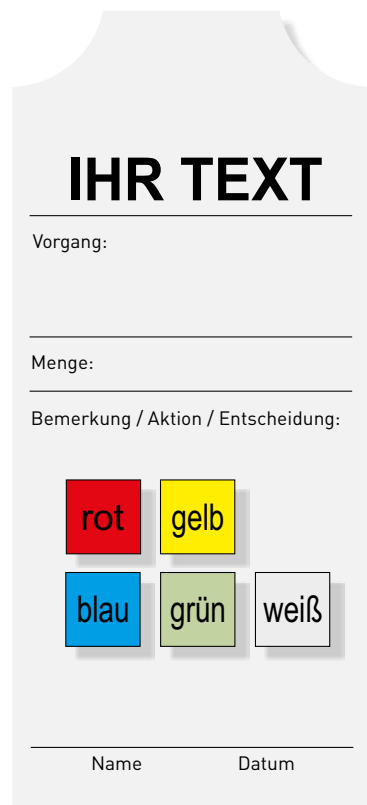 IHR TEXT
Vorgang:
Menge:
Bemerkung / Aktion / Entscheidung:
rot gelb
blau grün weiß
Name Datum